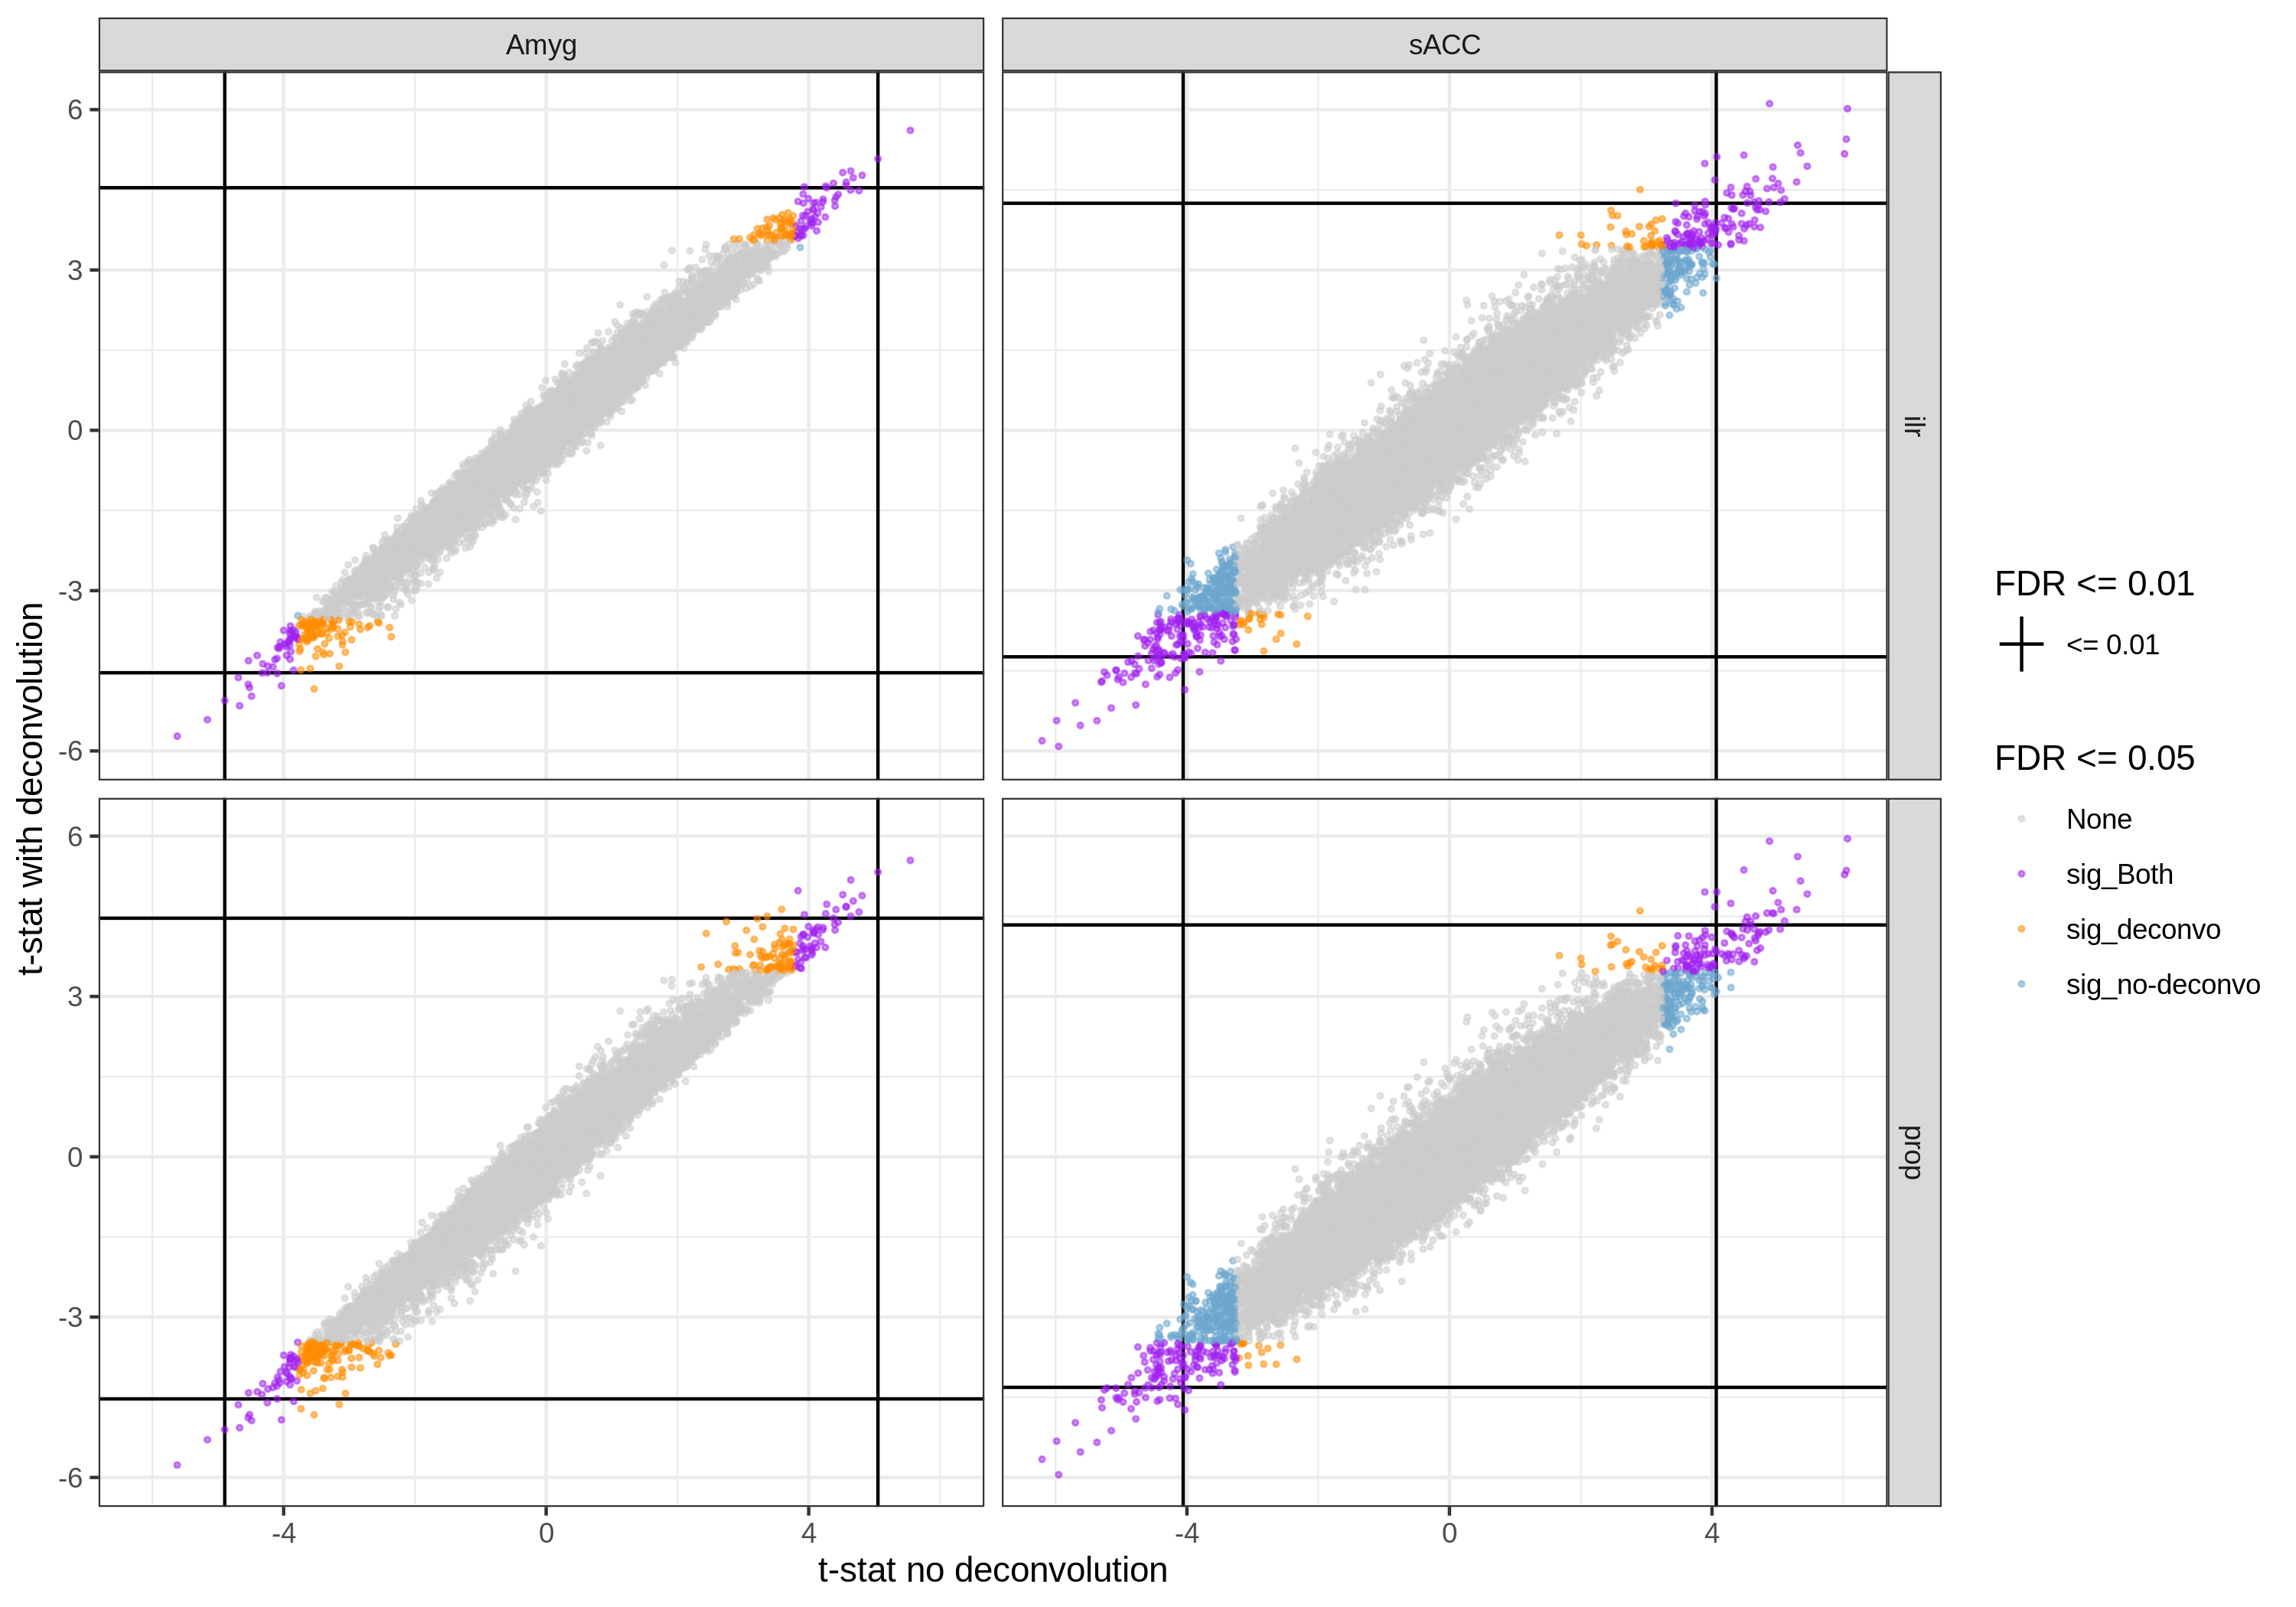 Amyg
sACC
6
3
0
-3
-6
ilr
6
3
0
-3
-6
prop
-4
0
4
-4
0
4
t-stat no deconvolution
t-stat with deconvolution
FDR <= 0.01
<= 0.01
FDR <= 0.05
None
sig_Both
sig_deconvo
sig_no-deconvo